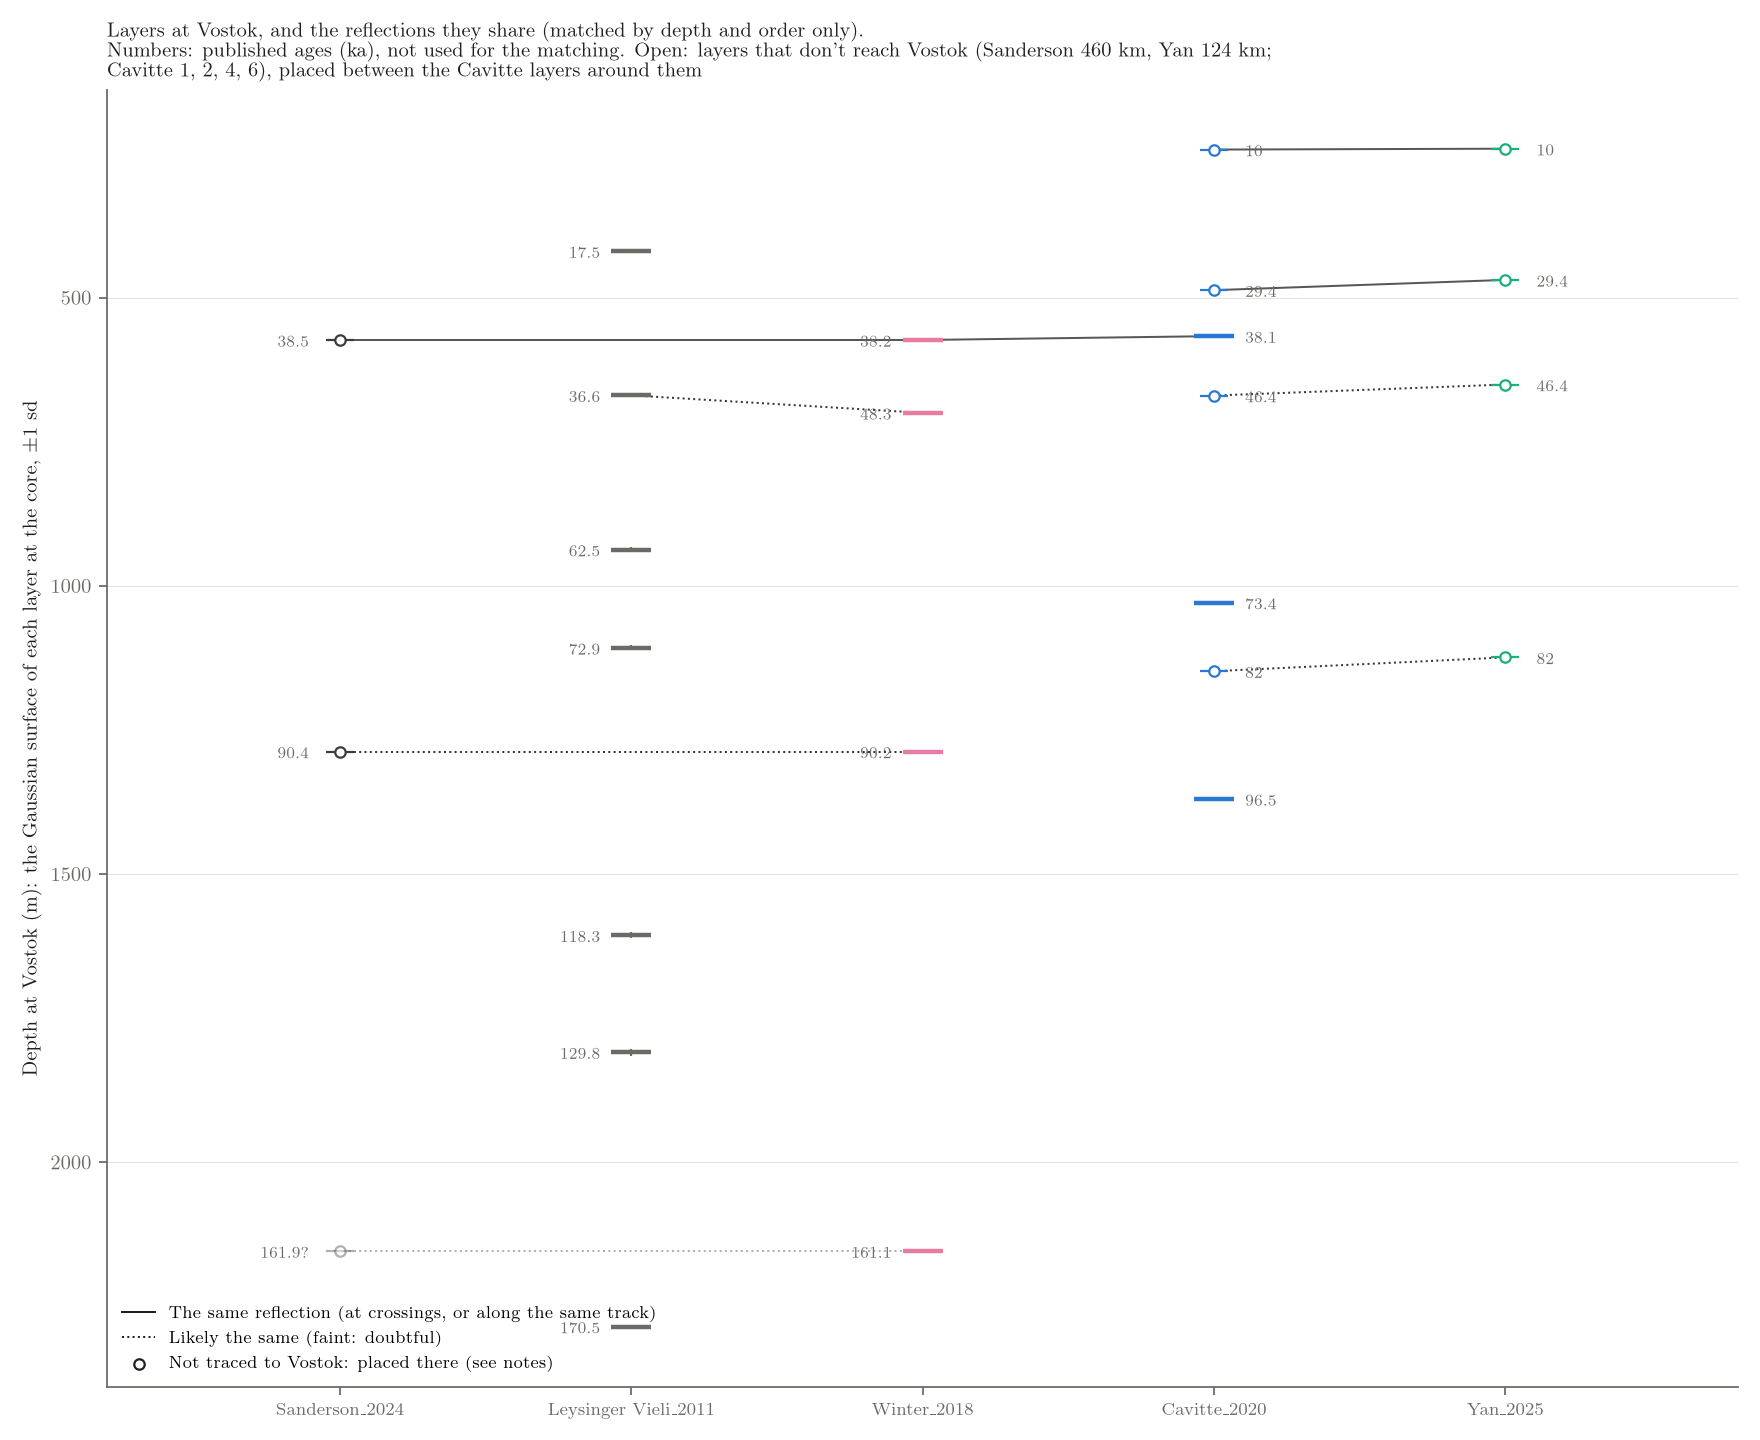 Layers at Vostok, and the reflections they share (matched by depth and order only).
Numbers: published ages (ka), not used for the matching. Open: layers that don't reach Vostok (Sanderson 460 km, Yan 124 km;
Cavitte 1, 2, 4, 6), placed between the Cavitte layers around them
Depth at Vostok (m): the Gaussian surface of each layer at the core, ±1 sd
10
10
17.5
29.4
29.4
500
38.5
38.2
38.1
36.6
48.3
46.4
46.4
62.5
1000
73.4
72.9
82
82
90.4
90.2
96.5
1500
118.3
129.8
2000
161.9?
161.1
170.5
The same reflection (at crossings, or along the same track)
Likely the same (faint: doubtful)
Not traced to Vostok: placed there (see notes)
Sanderson_2024
Leysinger Vieli_2011
Winter_2018
Cavitte_2020
Yan_2025